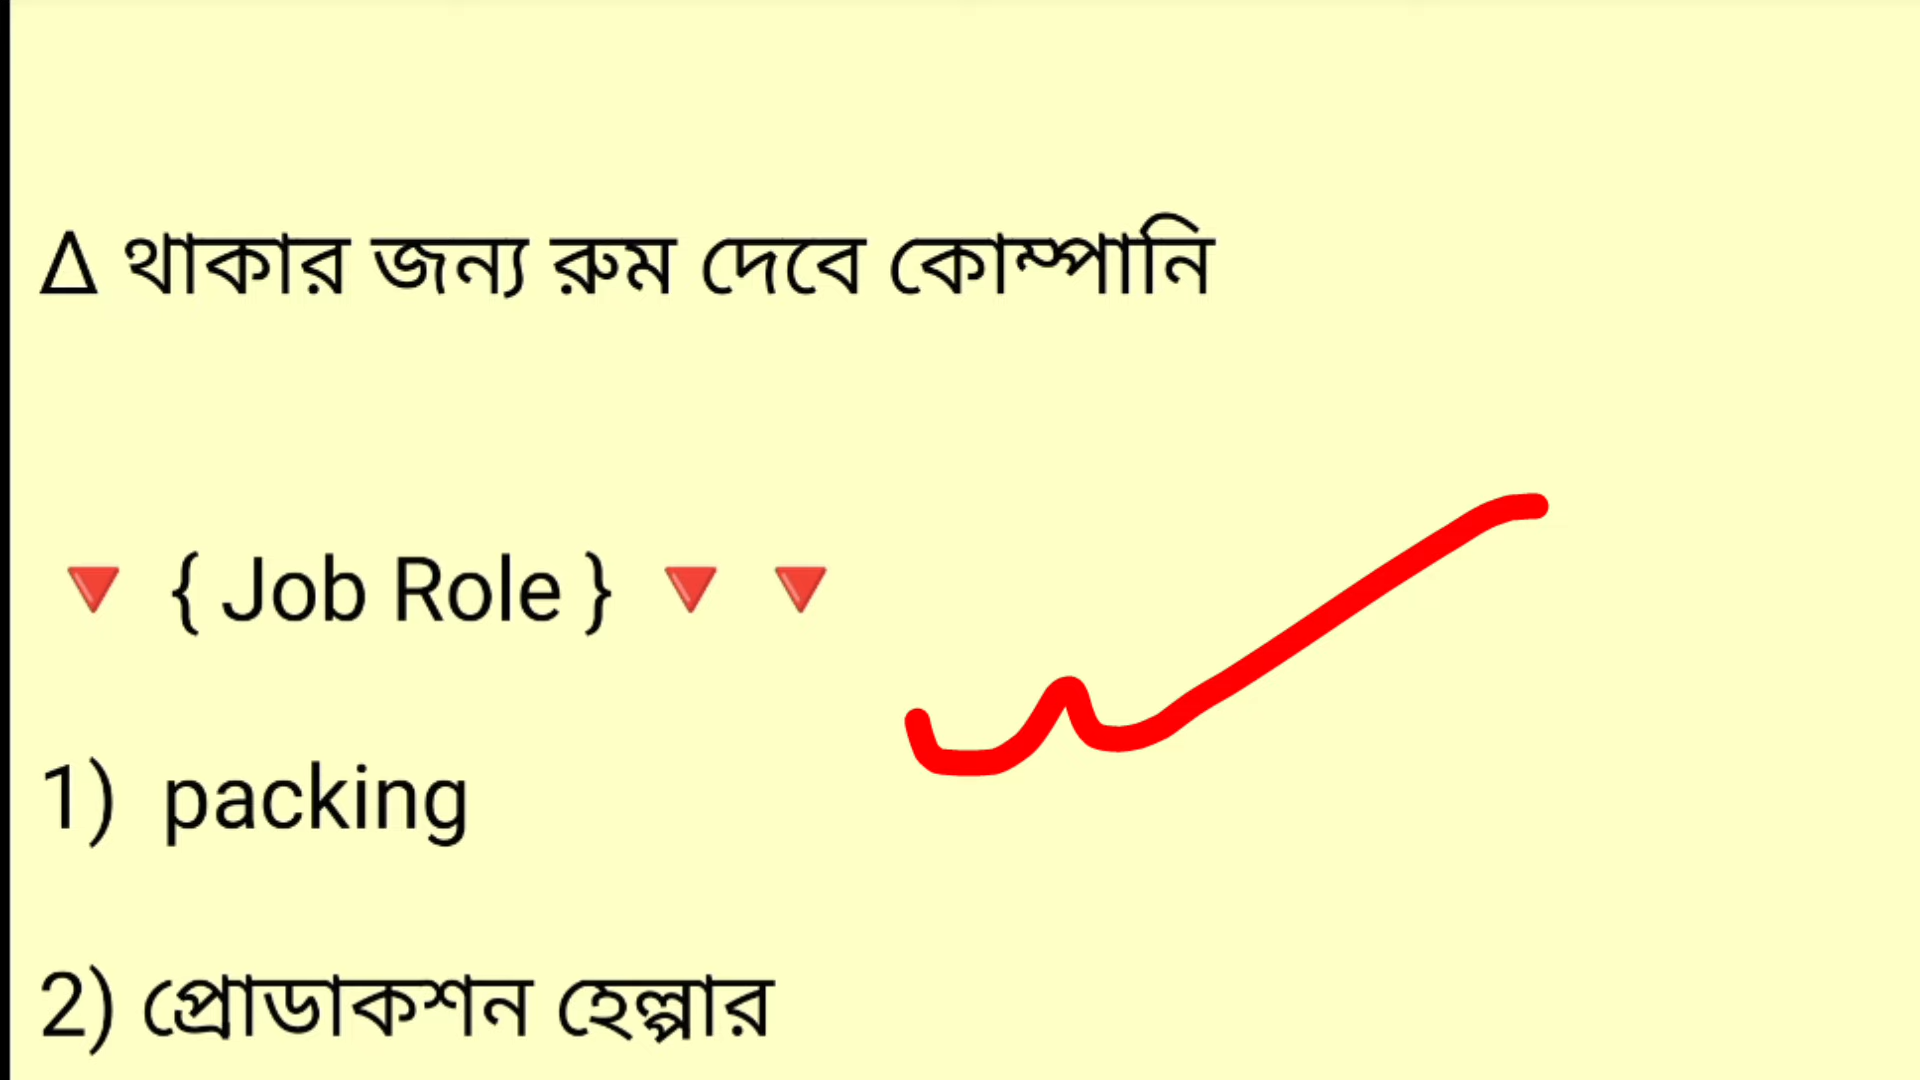 Δ থাকার জন্য রুম দেবে কোম্পানি
🔻 { Job Role } 🔻 🔻
1) packing
2) প্রোডাকশন হেল্পার